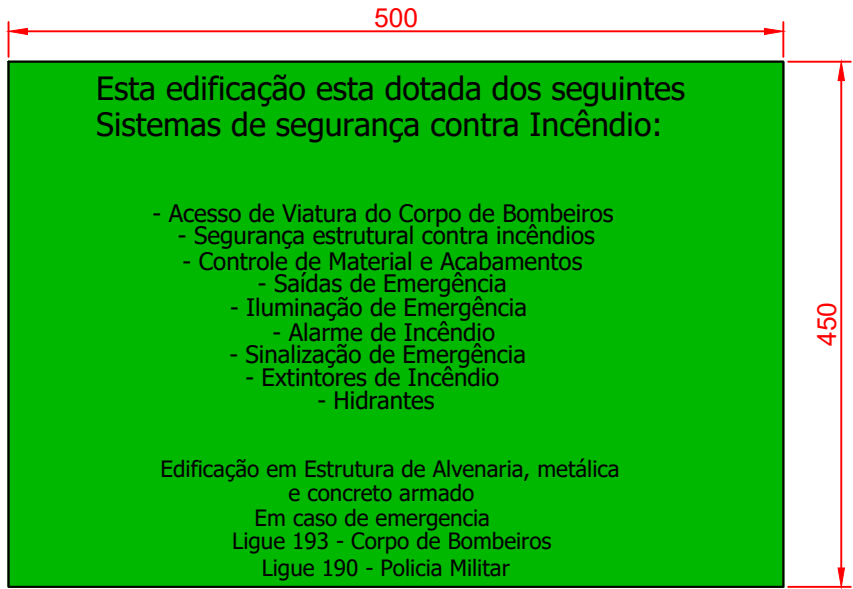 500
Esta edificação esta dotada dos seguintes
Sistemas de segurança contra Incêndio:
- Acesso de Viatura do Corpo de Bombeiros
- Segurança estrutural contra incêndios
- Controle de Material e Acabamentos
- Saídas de Emergência
- Iluminação de Emergência
- Alarme de Incêndio
- Sinalização de Emergência
- Extintores de Incêndio
- Hidrantes
450
Edificação em Estrutura de Alvenaria, metálica
e concreto armado
Em caso de emergencia
Ligue 193 - Corpo de Bombeiros
Ligue 190 - Policia Militar